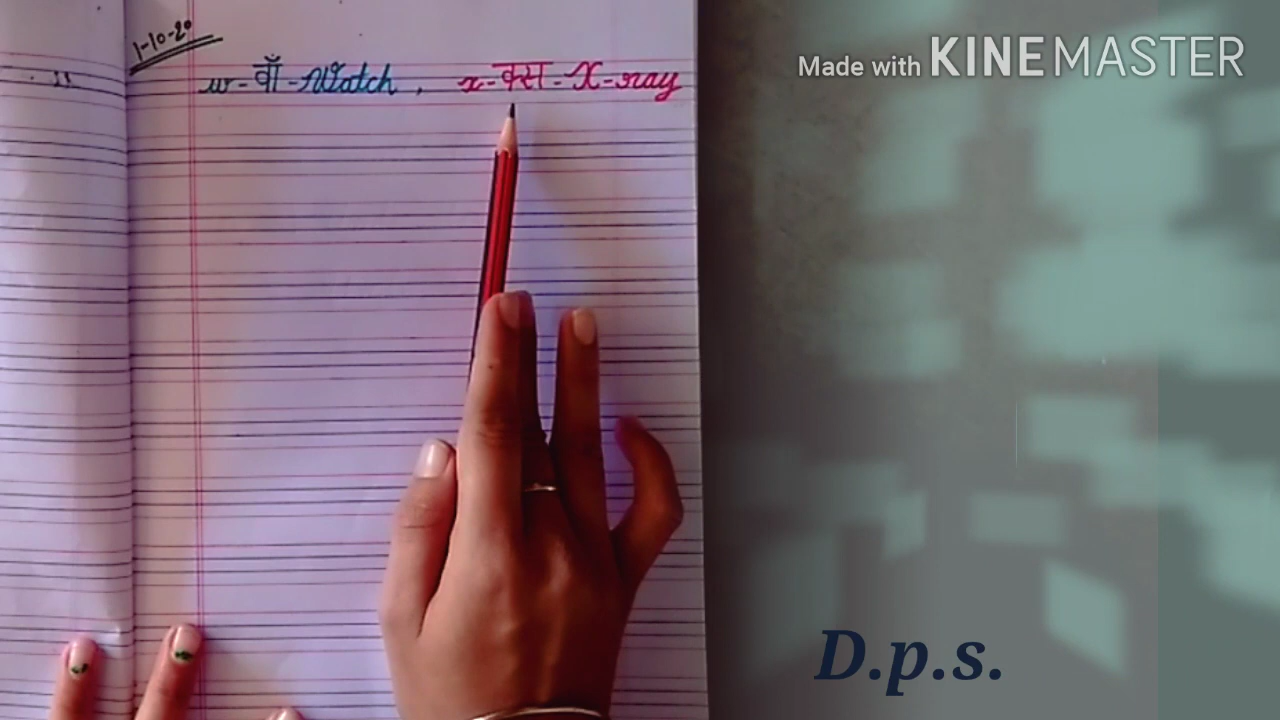 1-10-20
w - वॉ - Watch , x - क्स - X-ray
Made with KINEMASTER
D.p.s.